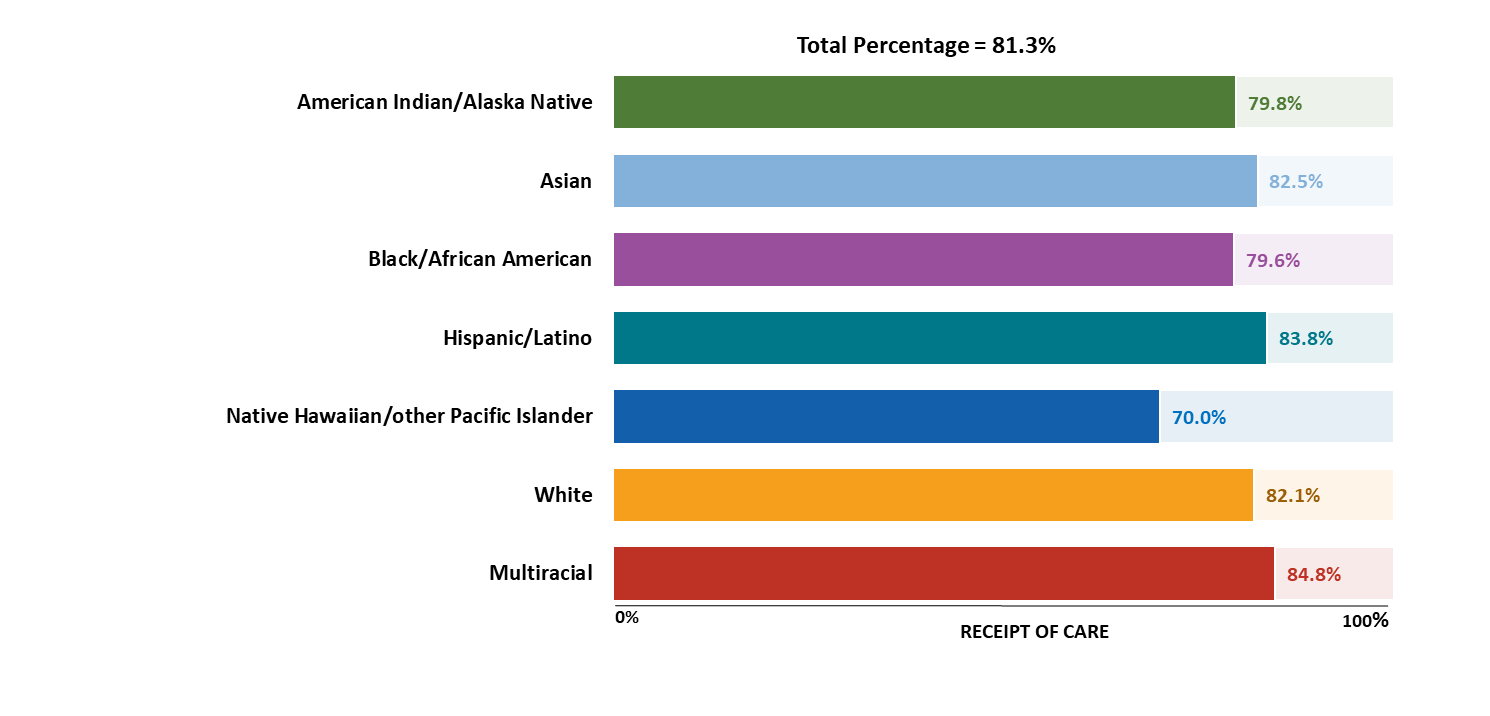 Total Percentage = 81.3%
American Indian/Alaska Native 79.8%
Asian 82.5%
Black/African American 79.6%
Hispanic/Latino 83.8%
Native Hawaiian/other Pacific Islander 70.0%
White 82.1%
Multiracial 84.8%
0% 100%
RECEIPT OF CARE